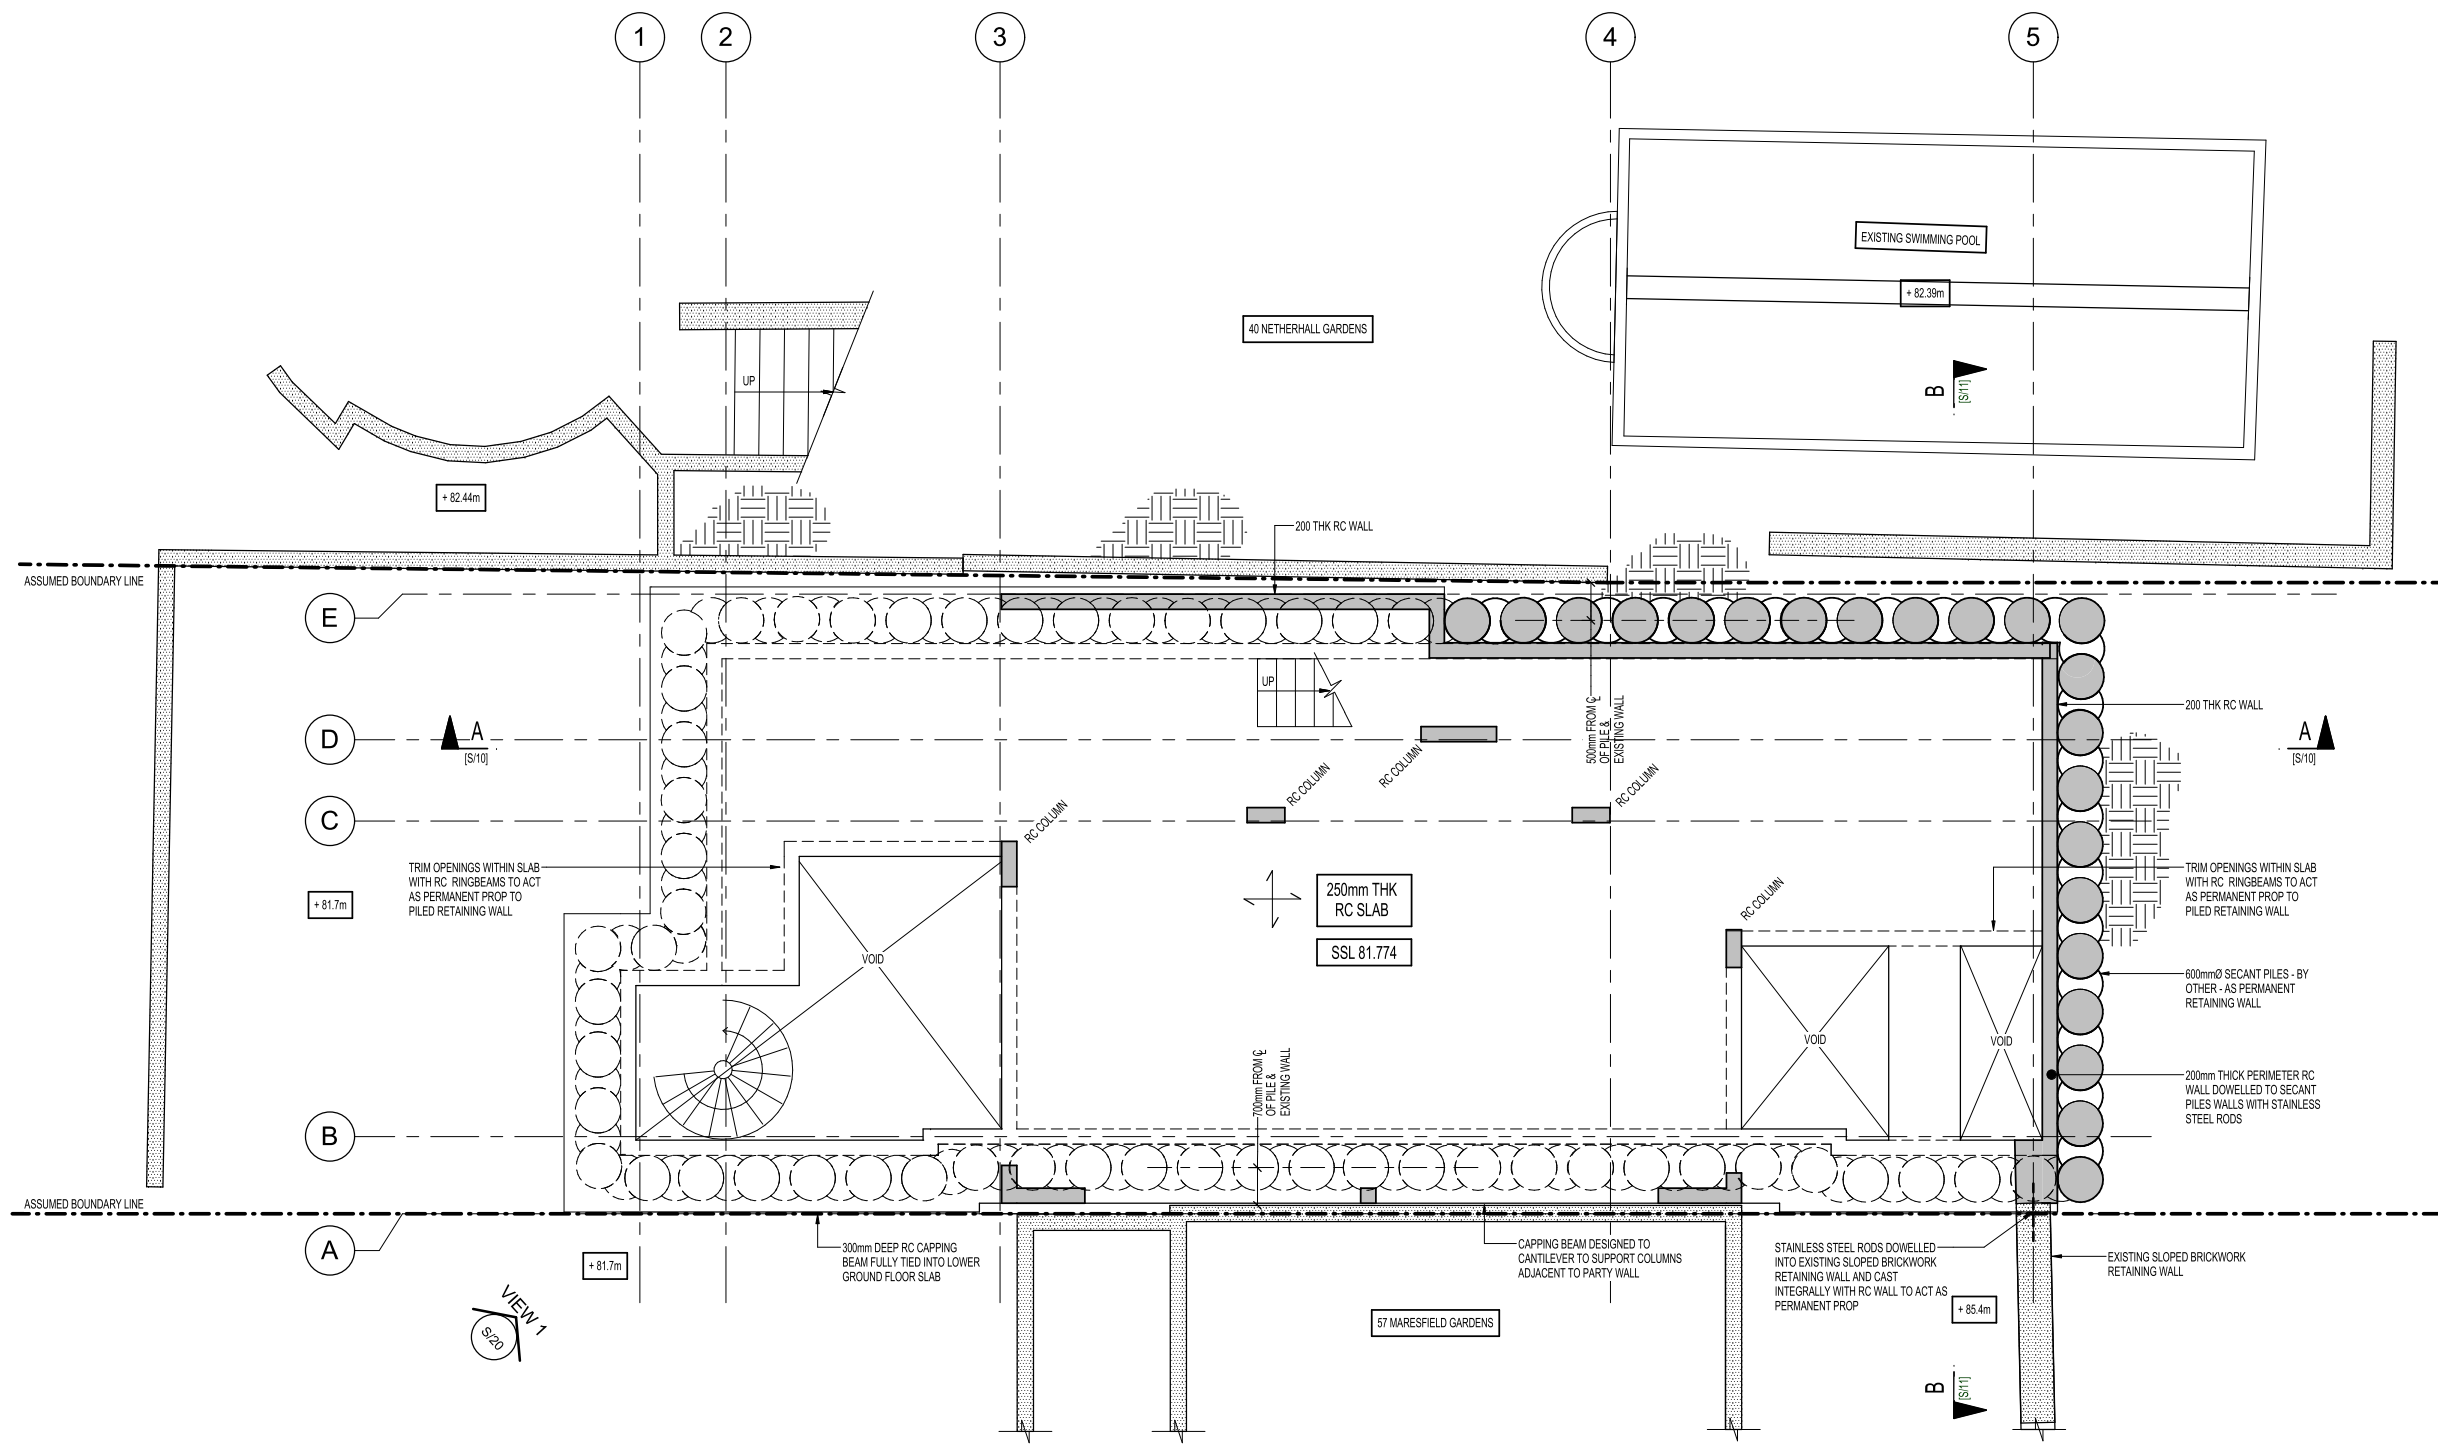 1
2
3
4
5
EXISTING SWIMMING POOL
+ 82.39m
40 NETHERHALL GARDENS
UP
B
[S/11]
+ 82.44m
200 THK RC WALL
ASSUMED BOUNDARY LINE
E
UP
500mm FROM ℄
OF PILE &
EXISTING WALL
200 THK RC WALL
D
A
[S/10]
A
[S/10]
RC COLUMN
RC COLUMN
RC COLUMN
C
RC COLUMN
TRIM OPENINGS WITHIN SLAB
WITH RC RINGBEAMS TO ACT
AS PERMANENT PROP TO
PILED RETAINING WALL
+ 81.7m
250mm THK
RC SLAB
SSL 81.774
RC COLUMN
TRIM OPENINGS WITHIN SLAB
WITH RC RINGBEAMS TO ACT
AS PERMANENT PROP TO
PILED RETAINING WALL
VOID
600mmØ SECANT PILES - BY
OTHER - AS PERMANENT
RETAINING WALL
VOID
VOID
700mm FROM ℄
OF PILE &
EXISTING WALL
200mm THICK PERIMETER RC
WALL DOWELLED TO SECANT
PILES WALLS WITH STAINLESS
STEEL RODS
B
ASSUMED BOUNDARY LINE
A
300mm DEEP RC CAPPING
BEAM FULLY TIED INTO LOWER
GROUND FLOOR SLAB
+ 81.7m
CAPPING BEAM DESIGNED TO
CANTILEVER TO SUPPORT COLUMNS
ADJACENT TO PARTY WALL
STAINLESS STEEL RODS DOWELLED
INTO EXISTING SLOPED BRICKWORK
RETAINING WALL AND CAST
INTEGRALLY WITH RC WALL TO ACT AS
PERMANENT PROP
EXISTING SLOPED BRICKWORK
RETAINING WALL
+ 85.4m
VIEW 1
S/20
57 MARESFIELD GARDENS
B
[S/11]